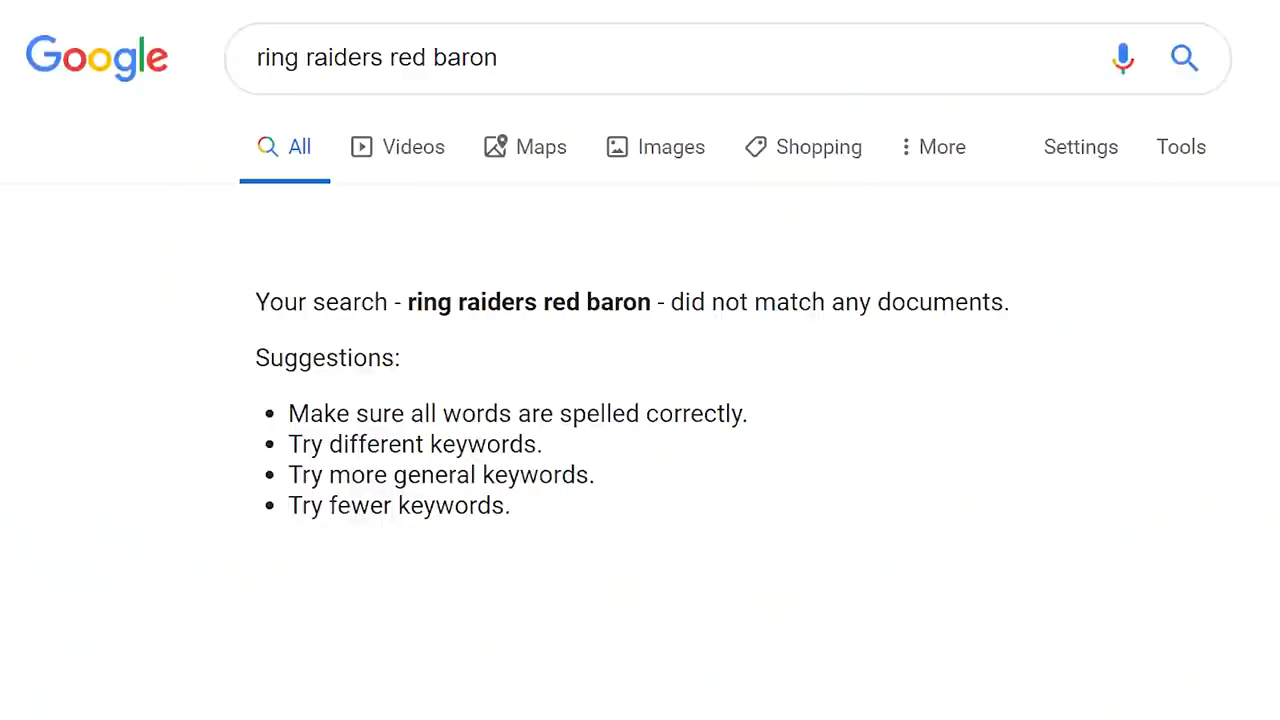 Google
ring raiders red baron
All Videos Maps Images Shopping More Settings Tools
Your search - ring raiders red baron - did not match any documents.
Suggestions:
Make sure all words are spelled correctly.
Try different keywords.
Try more general keywords.
Try fewer keywords.